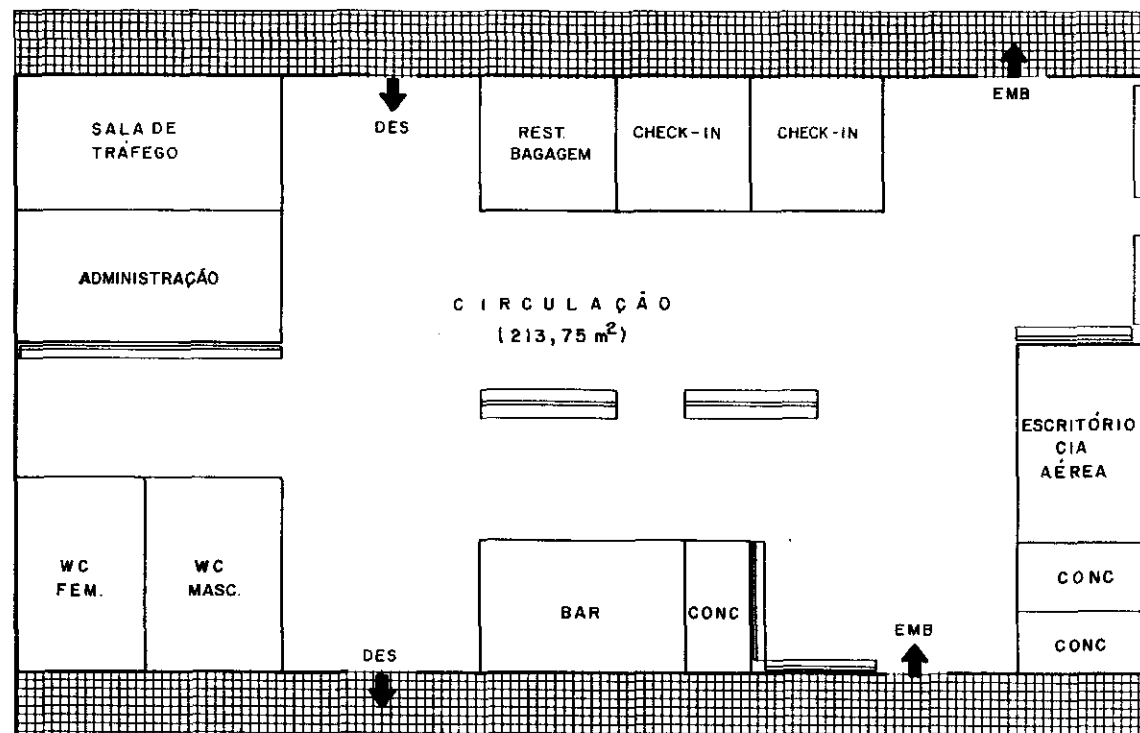 EMB
DES
SALA DE
TRÁFEGO
REST.
BAGAGEM
CHECK-IN
CHECK-IN
ADMINISTRAÇÃO
CIRCULAÇÃO
(213,75 m²)
ESCRITÓRIO
CIA
AÉREA
WC
FEM.
WC
MASC.
BAR
CONC
CONC
CONC
DES
EMB